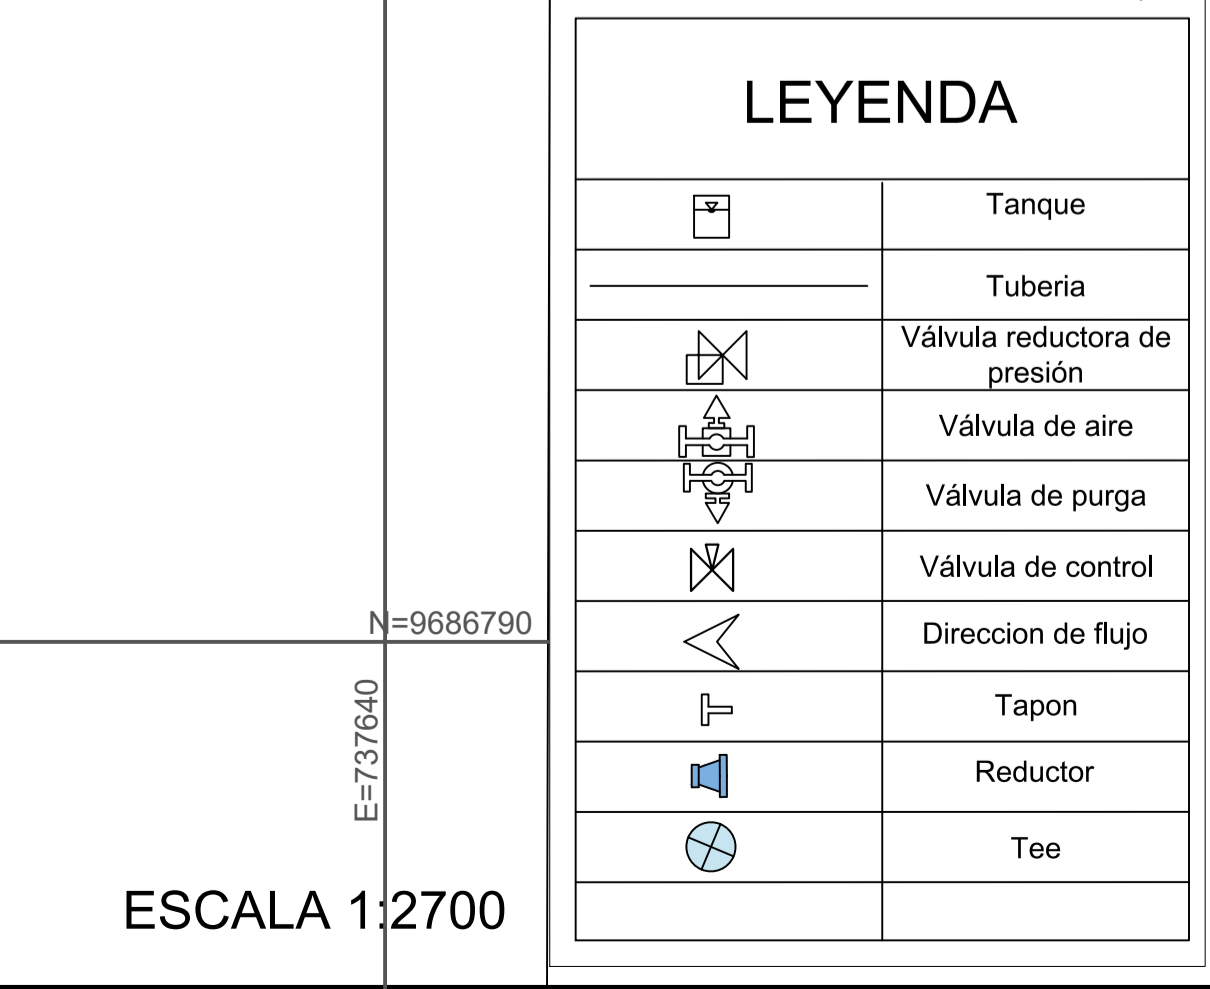 LEYENDA
Tanque
Tuberia
Válvula reductora de
presión
Válvula de aire
Válvula de purga
Válvula de control
Direccion de flujo
Tapon
Reductor
Tee
N=9686790
E=737640
ESCALA 1:2700